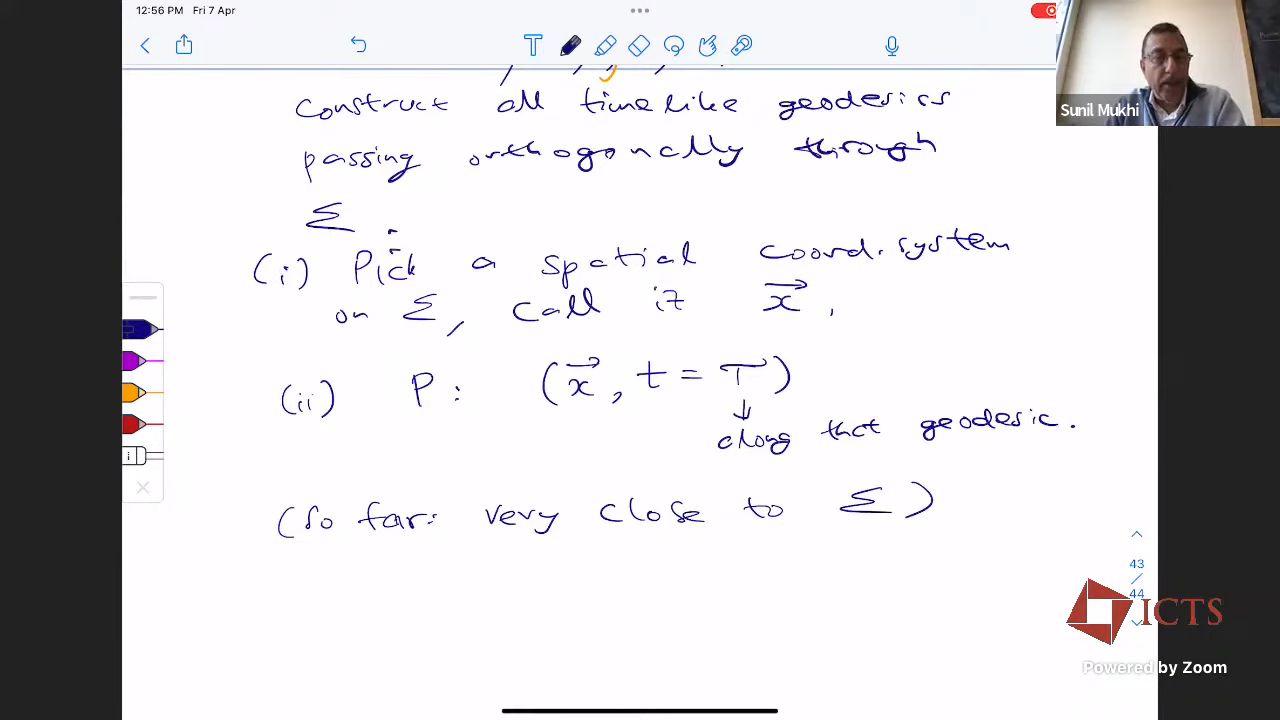 12:56 PM Fri 7 Apr
construct all timelike geodesics
Sunil Mukhi
passing orthogonally through
Σ.
(i) Pick a spatial coord. system
on Σ, call it x⃗,
(ii) P: (x⃗, t = τ)
↓
along that geodesic.
(So far: very close to Σ)
43
/
44
ICTS
Powered by Zoom